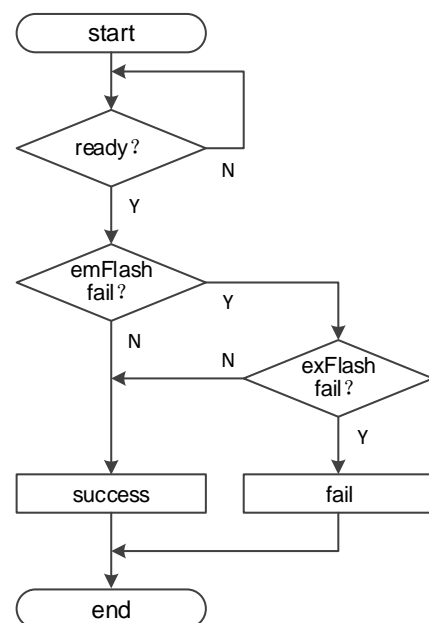 start
ready？
N
Y
emFlash
fail？
Y
N
N
exFlash
fail？
Y
success
fail
end